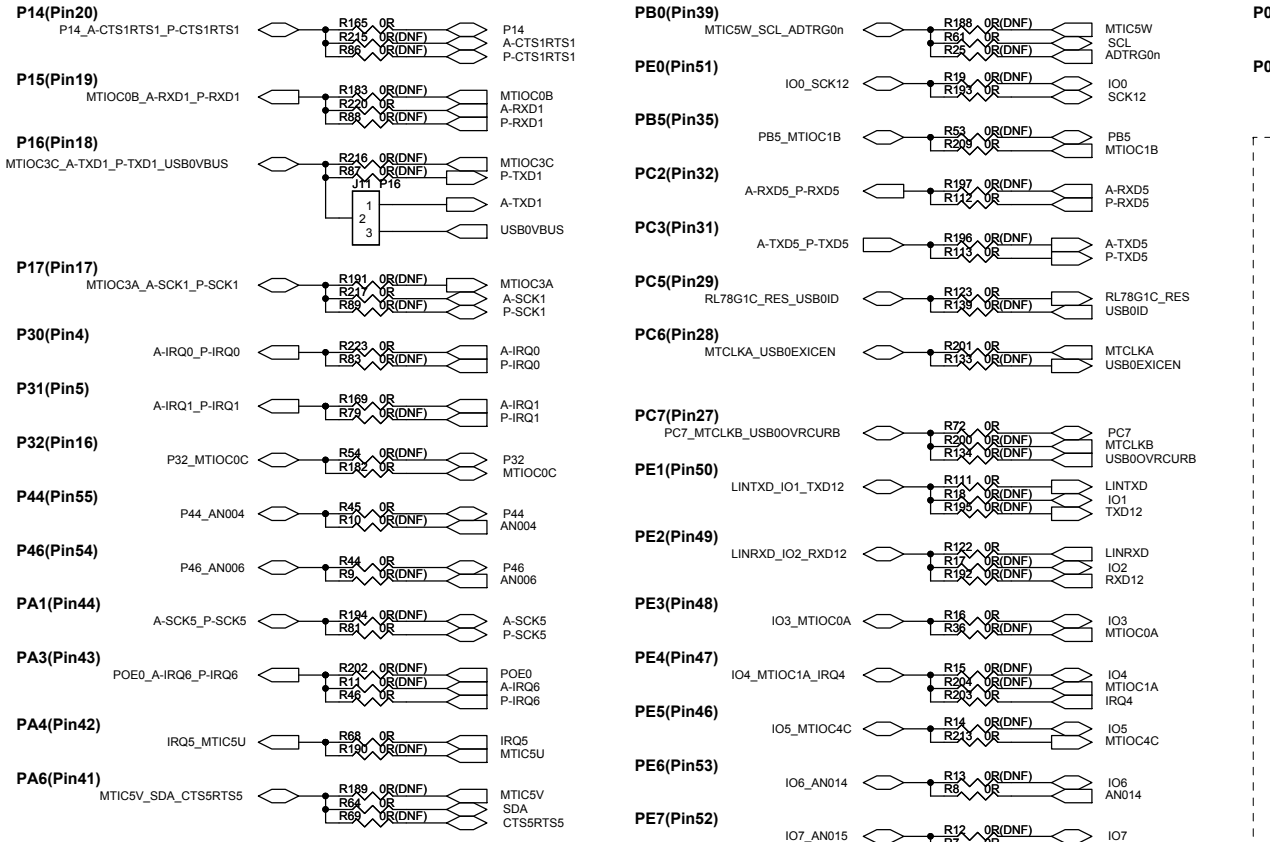 P14(Pin20)
P14_A-CTS1RTS1_P-CTS1RTS1
R165 0R P14
R215 0R(DNF) A-CTS1RTS1
R86 0R(DNF) P-CTS1RTS1
P15(Pin19)
MTIOC0B_A-RXD1_P-RXD1
R183 0R(DNF) MTIOC0B
R220 0R A-RXD1
R88 0R(DNF) P-RXD1
P16(Pin18)
MTIOC3C_A-TXD1_P-TXD1_USB0VBUS
R216 0R(DNF) MTIOC3C
R87 0R(DNF) P-TXD1
J11 P16
1 A-TXD1
2
3 USB0VBUS
P17(Pin17)
MTIOC3A_A-SCK1_P-SCK1
R191 0R(DNF) MTIOC3A
R217 0R A-SCK1
R89 0R(DNF) P-SCK1
P30(Pin4)
A-IRQ0_P-IRQ0
R223 0R A-IRQ0
R83 0R(DNF) P-IRQ0
P31(Pin5)
A-IRQ1_P-IRQ1
R169 0R A-IRQ1
R79 0R(DNF) P-IRQ1
P32(Pin16)
P32_MTIOC0C
R54 0R(DNF) P32
R182 0R MTIOC0C
P44(Pin55)
P44_AN004
R45 0R P44
R10 0R(DNF) AN004
P46(Pin54)
P46_AN006
R44 0R P46
R9 0R(DNF) AN006
PA1(Pin44)
A-SCK5_P-SCK5
R194 0R(DNF) A-SCK5
R81 0R P-SCK5
PA3(Pin43)
POE0_A-IRQ6_P-IRQ6
R202 0R(DNF) POE0
R11 0R(DNF) A-IRQ6
R46 0R P-IRQ6
PA4(Pin42)
IRQ5_MTIC5U
R68 0R IRQ5
R190 0R(DNF) MTIC5U
PA6(Pin41)
MTIC5V_SDA_CTS5RTS5
R189 0R(DNF) MTIC5V
R64 0R SDA
R69 0R(DNF) CTS5RTS5
PB0(Pin39)
MTIC5W_SCL_ADTRG0n
R188 0R(DNF) MTIC5W
R61 0R SCL
R25 0R(DNF) ADTRG0n
PE0(Pin51)
IO0_SCK12
R19 0R(DNF) IO0
R193 0R SCK12
PB5(Pin35)
PB5_MTIOC1B
R53 0R(DNF) PB5
R209 0R MTIOC1B
PC2(Pin32)
A-RXD5_P-RXD5
R197 0R(DNF) A-RXD5
R112 0R P-RXD5
PC3(Pin31)
A-TXD5_P-TXD5
R196 0R(DNF) A-TXD5
R113 0R P-TXD5
PC5(Pin29)
RL78G1C_RES_USB0ID
R123 0R RL78G1C_RES
R139 0R(DNF) USB0ID
PC6(Pin28)
MTCLKA_USB0EXICEN
R201 0R MTCLKA
R133 0R(DNF) USB0EXICEN
PC7(Pin27)
PC7_MTCLKB_USB0OVRCURB
R72 0R PC7
R200 0R(DNF) MTCLKB
R134 0R(DNF) USB0OVRCURB
PE1(Pin50)
LINTXD_IO1_TXD12
R111 0R LINTXD
R18 0R(DNF) IO1
R195 0R(DNF) TXD12
PE2(Pin49)
LINRXD_IO2_RXD12
R122 0R LINRXD
R17 0R(DNF) IO2
R192 0R(DNF) RXD12
PE3(Pin48)
IO3_MTIOC0A
R16 0R IO3
R36 0R(DNF) MTIOC0A
PE4(Pin47)
IO4_MTIOC1A_IRQ4
R15 0R(DNF) IO4
R204 0R(DNF) MTIOC1A
R203 0R IRQ4
PE5(Pin46)
IO5_MTIOC4C
R14 0R(DNF) IO5
R213 0R MTIOC4C
PE6(Pin53)
IO6_AN014
R13 0R(DNF) IO6
R8 0R AN014
PE7(Pin52)
IO7_AN015
R12 0R(DNF) IO7
P0
P0